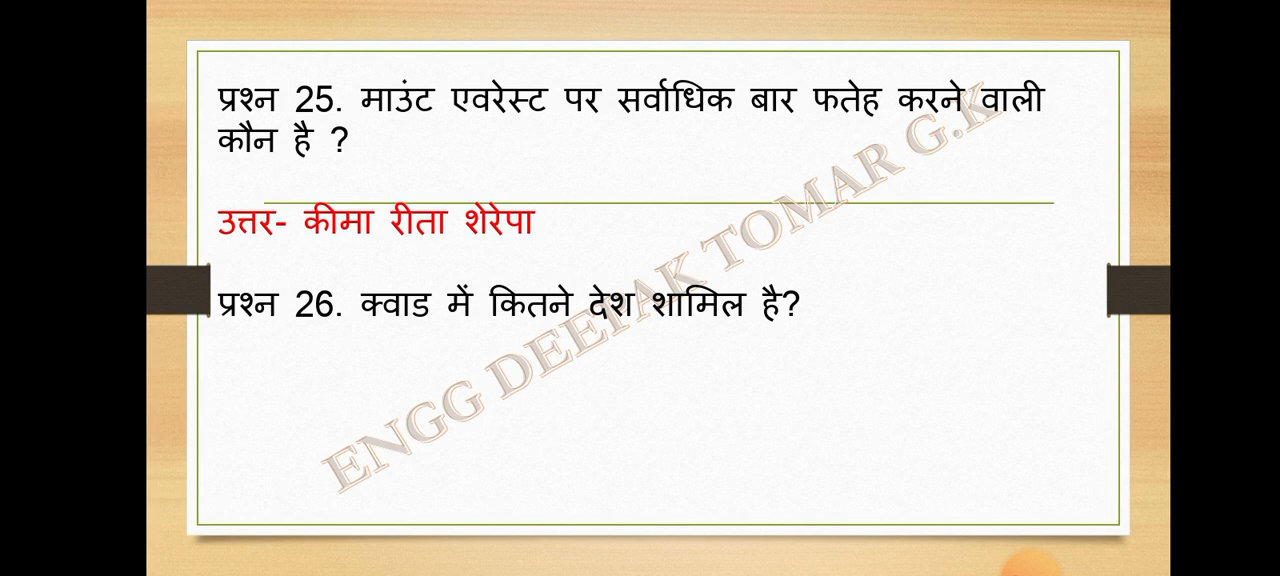 प्रश्न 25. माउंट एवरेस्ट पर सर्वाधिक बार फतेह करने वाली
कौन है ?
उत्तर- कीमा रीता शेरेपा
प्रश्न 26. क्वाड में कितने देश शामिल है?
ENGG DEEPAK TOMAR G.K